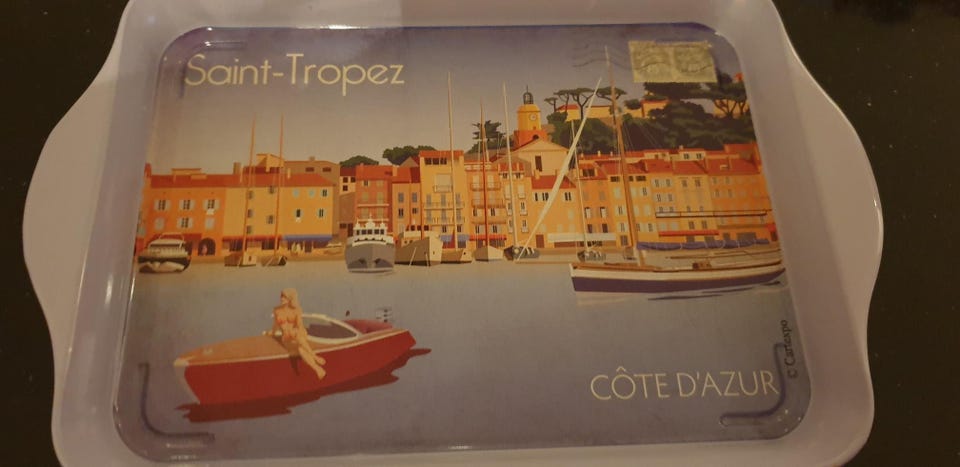 Saint-Tropez
CÔTE D'AZUR
© Cartexpo